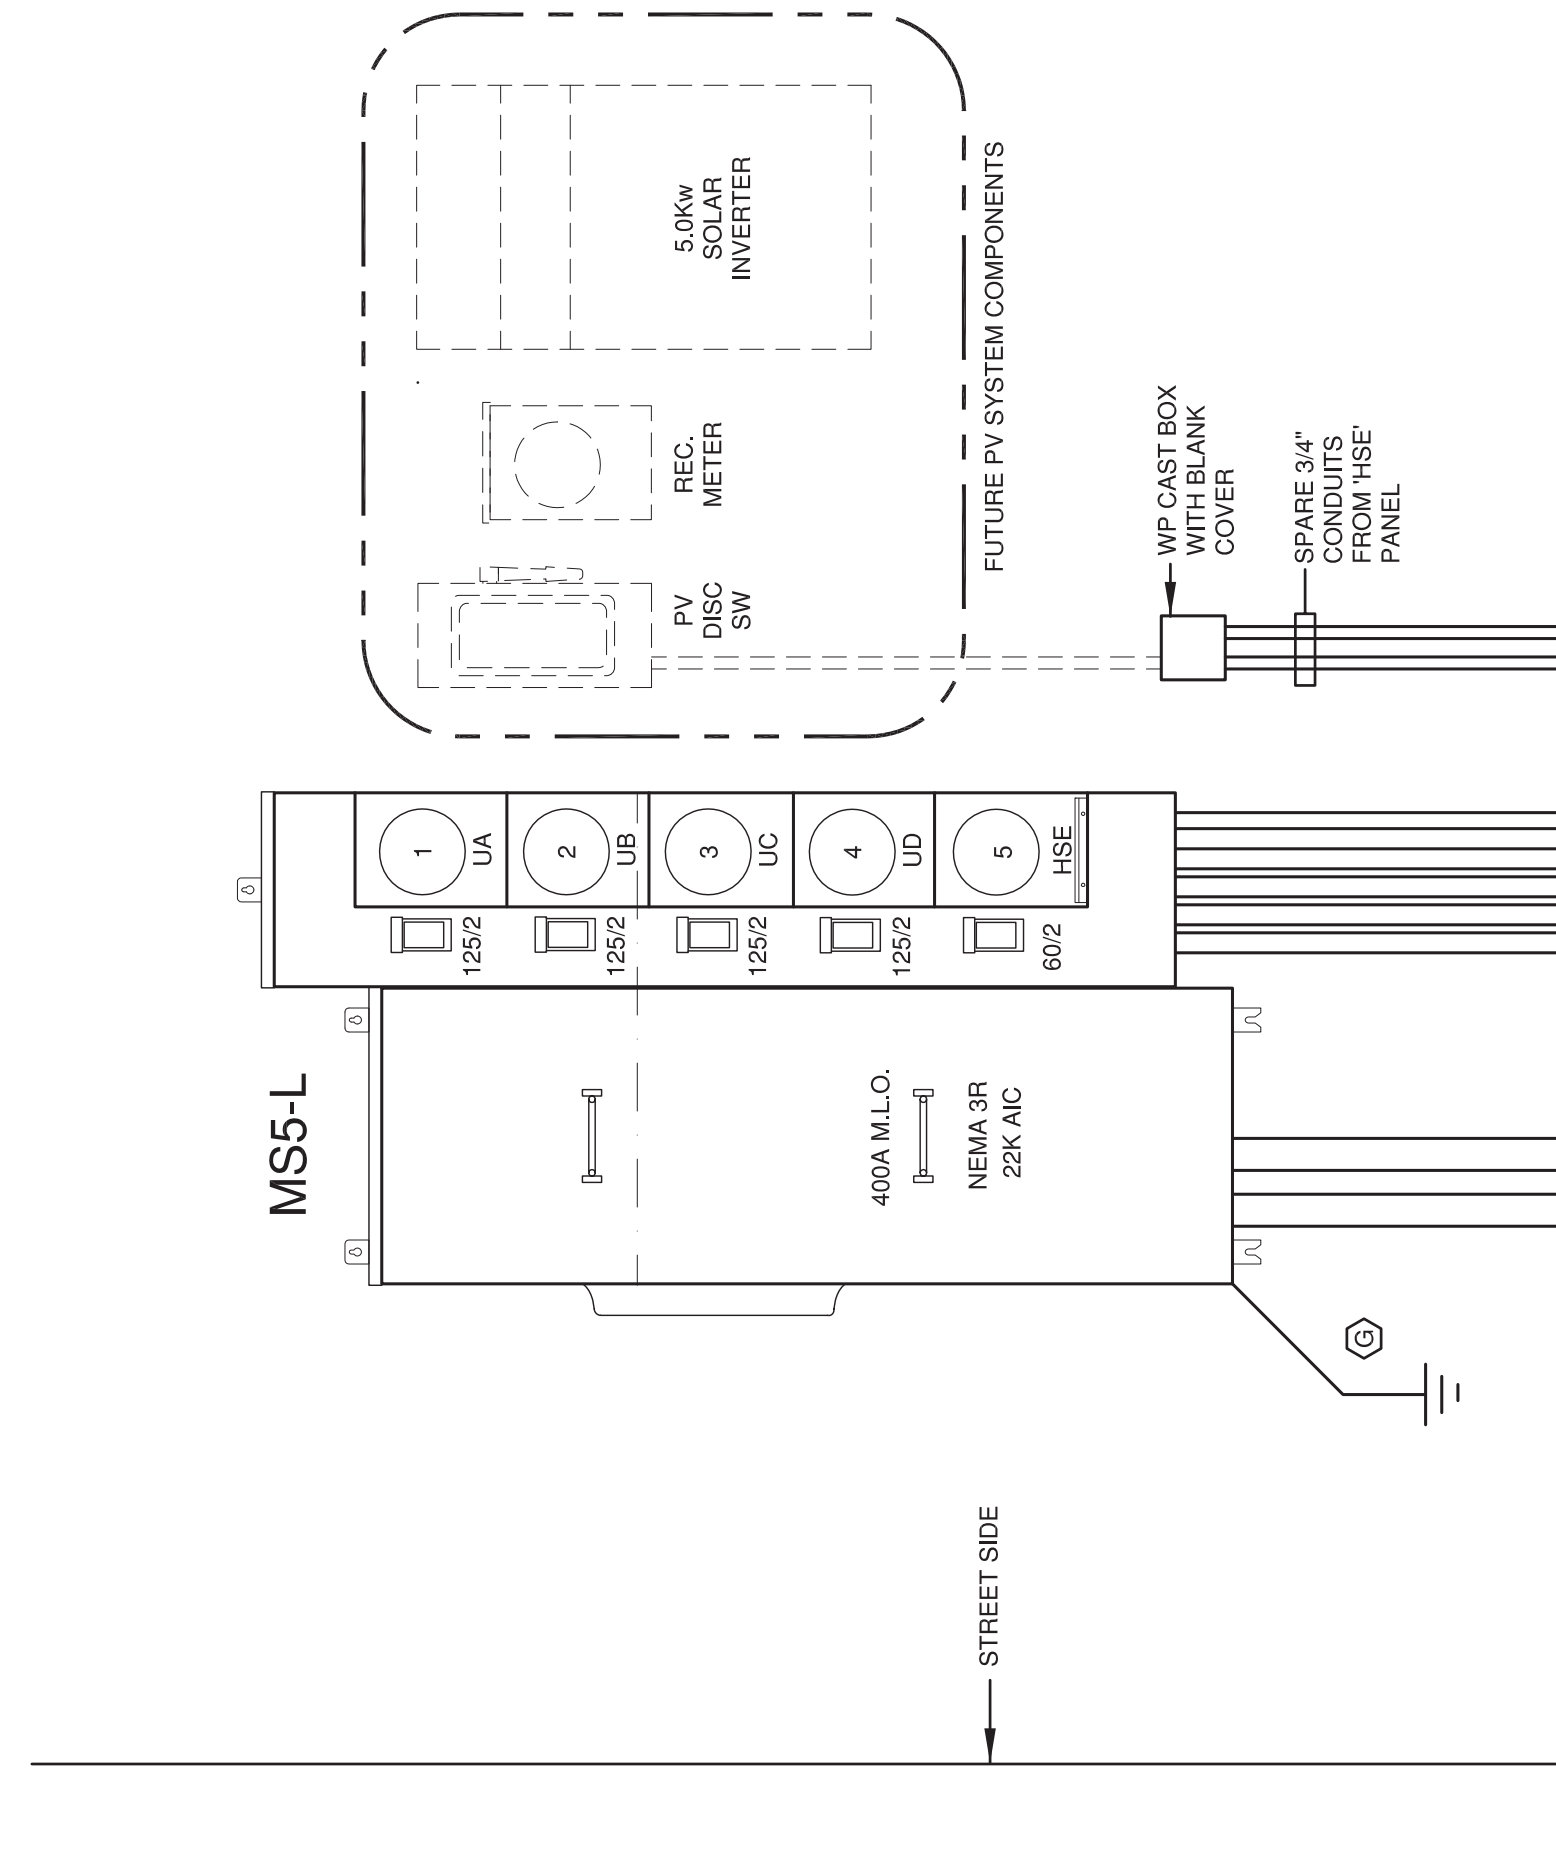 MS5-L
400A M.L.O.
NEMA 3R
22K AIC
125/2
125/2
125/2
125/2
60/2
1
UA
2
UB
3
UC
4
UD
5
HSE
PV
DISC
SW
REC.
METER
5.0Kw
SOLAR
INVERTER
FUTURE PV SYSTEM COMPONENTS
WP CAST BOX
WITH BLANK
COVER
SPARE 3/4"
CONDUITS
FROM 'HSE'
PANEL
STREET SIDE
G